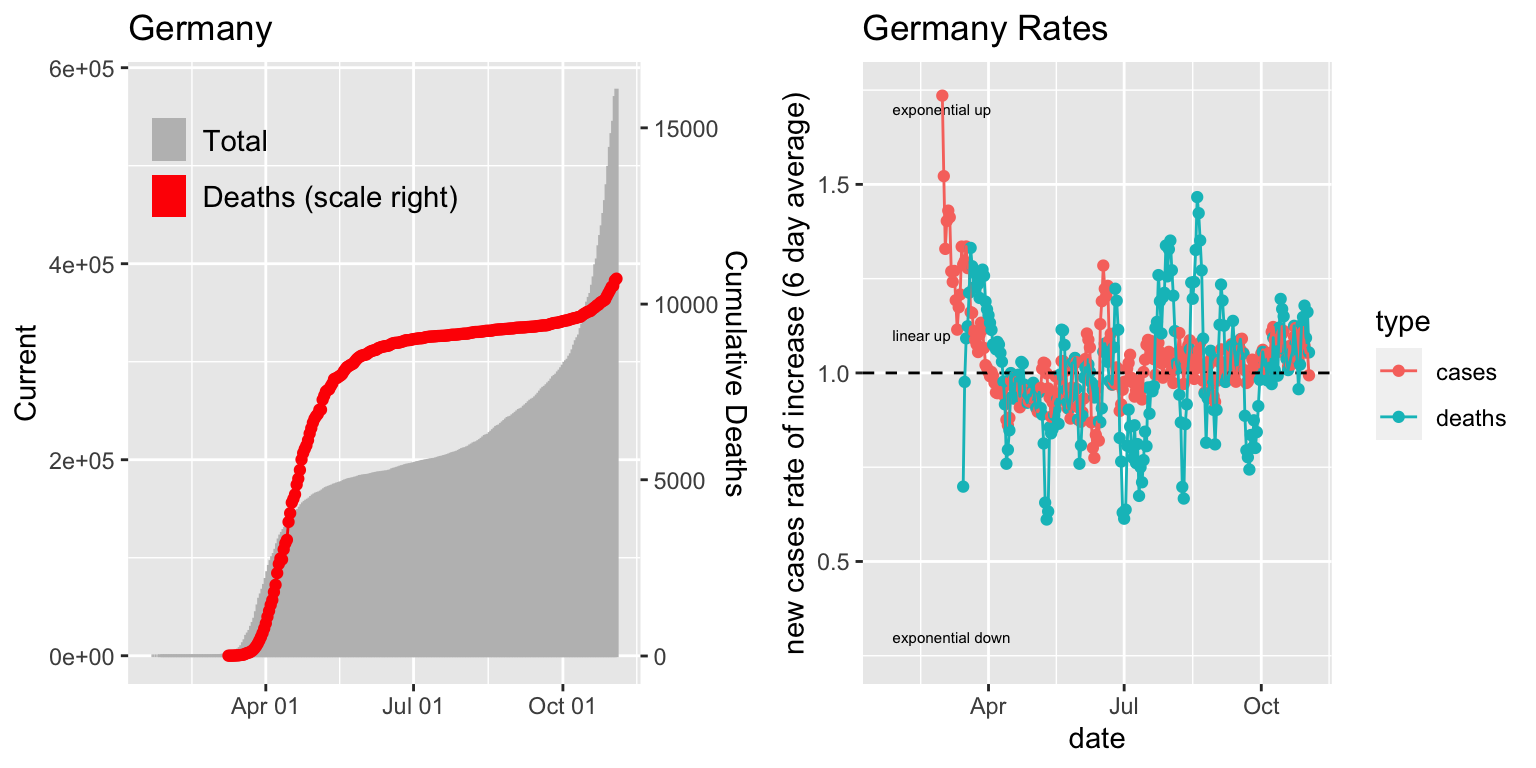 Germany
6e+05
4e+05
2e+05
0e+00
Current
Total
Deaths (scale right)
15000
10000
5000
0
Cumulative Deaths
Apr 01
Jul 01
Oct 01
Germany Rates
new cases rate of increase (6 day average)
1.5
1.0
0.5
exponential up
linear up
exponential down
Apr
Jul
Oct
date
type
cases
deaths